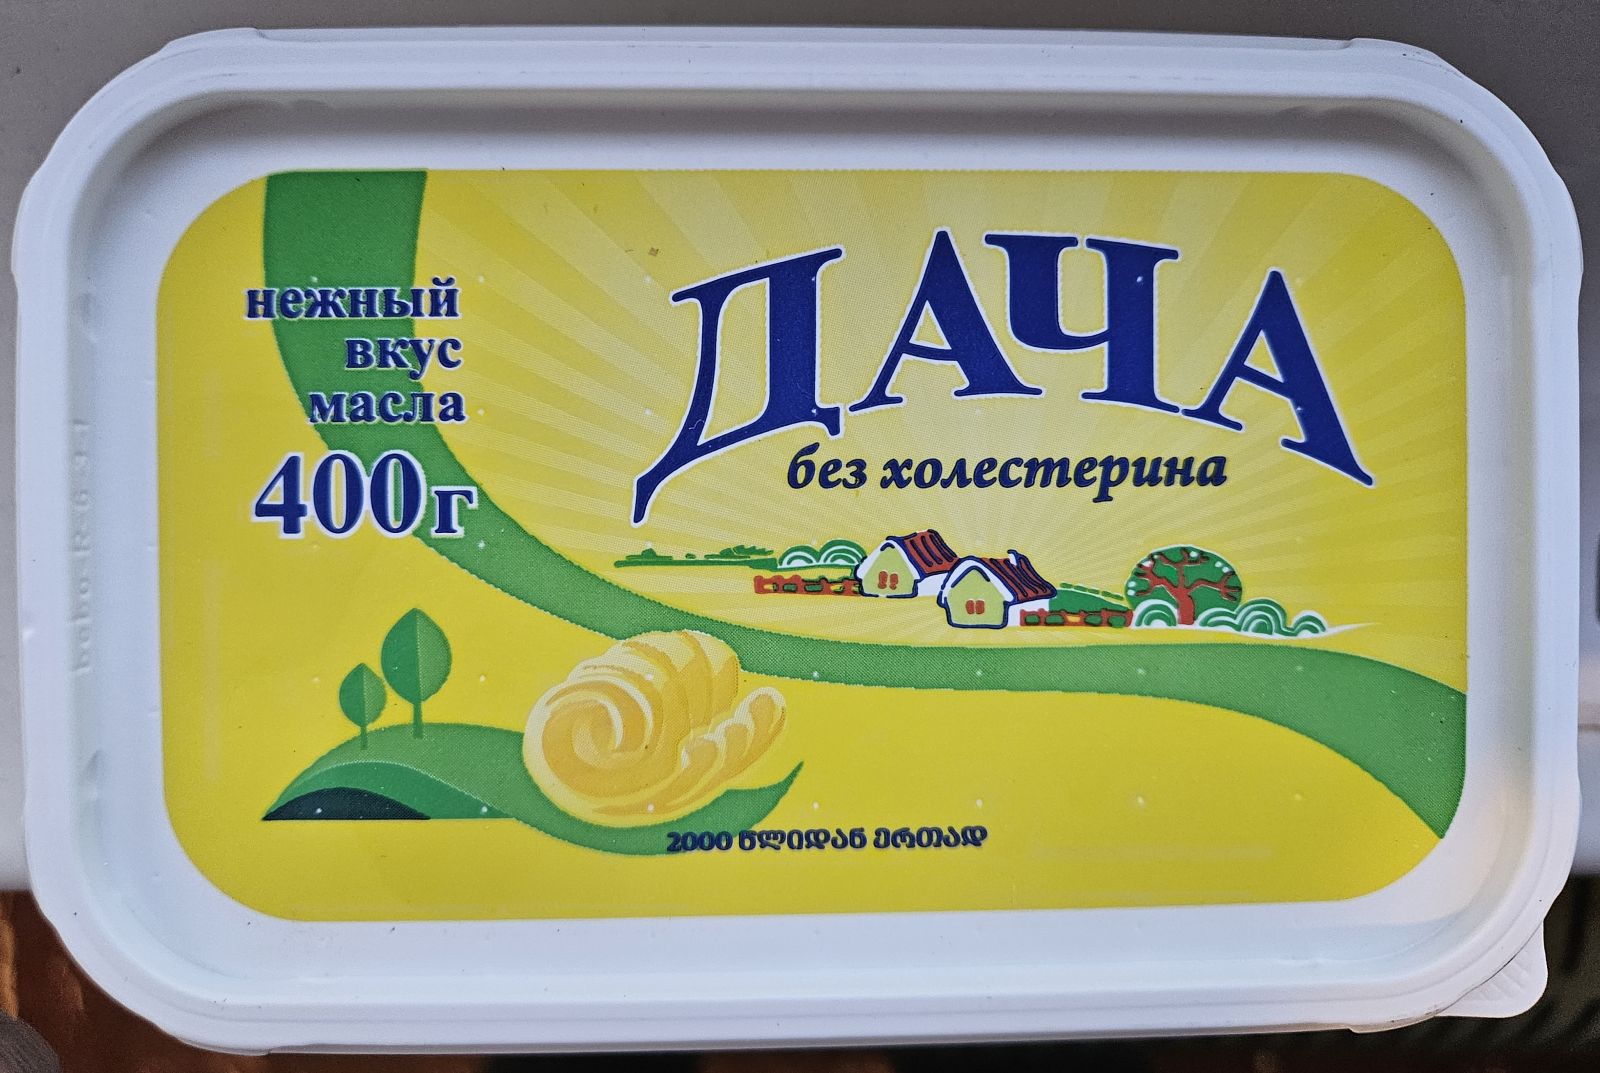 нежный
вкус
масла
400г
ДАЧА
без холестерина
2000 წლიდან ერთად